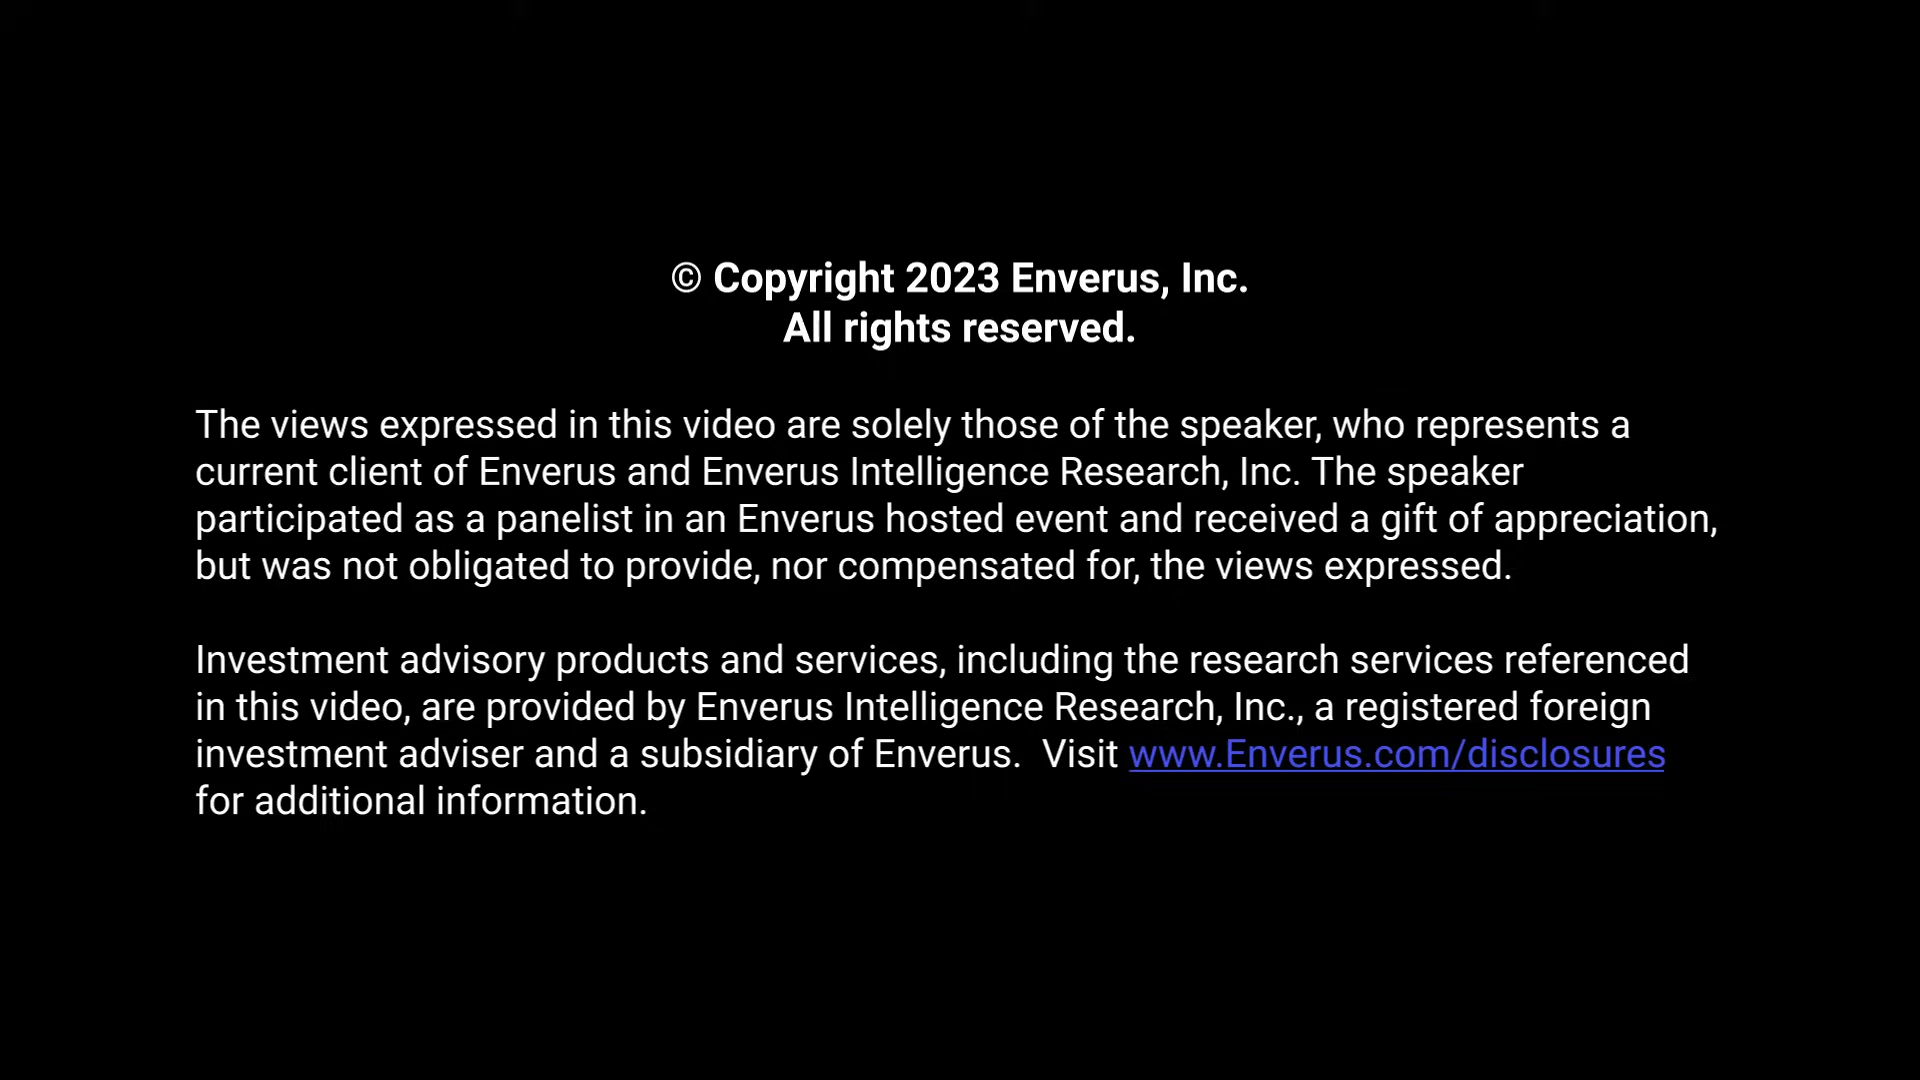 © Copyright 2023 Enverus, Inc.
All rights reserved.
The views expressed in this video are solely those of the speaker, who represents a
current client of Enverus and Enverus Intelligence Research, Inc. The speaker
participated as a panelist in an Enverus hosted event and received a gift of appreciation,
but was not obligated to provide, nor compensated for, the views expressed.
Investment advisory products and services, including the research services referenced
in this video, are provided by Enverus Intelligence Research, Inc., a registered foreign
investment adviser and a subsidiary of Enverus.  Visit www.Enverus.com/disclosures
for additional information.